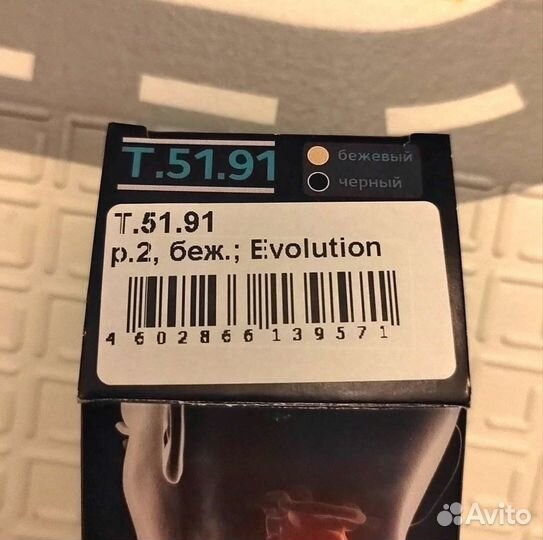 T.51.91
бежевый
черный
T.51.91
р.2, беж.; Evolution
4 602866 139571
Avito